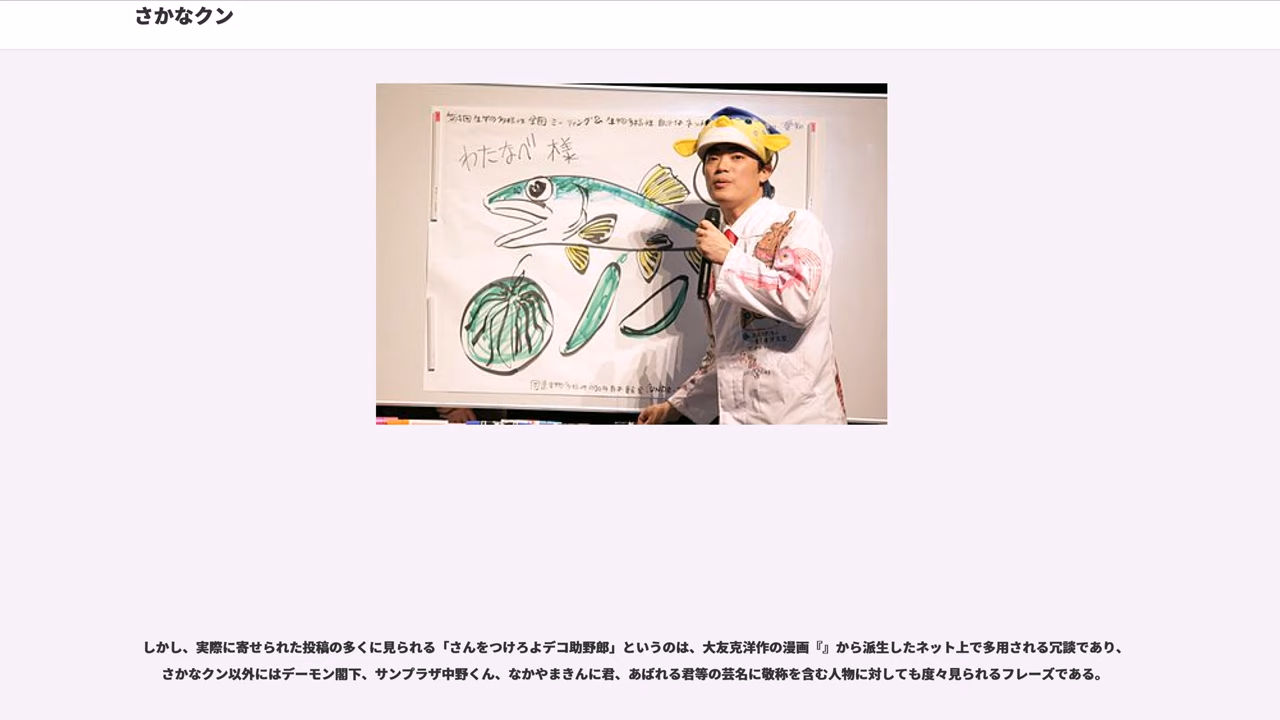 さかなクン
わたなべ 様
しかし、実際に寄せられた投稿の多くに見られる「さんをつけろよデコ助野郎」というのは、大友克洋作の漫画『』から派生したネット上で多用される冗談であり、
さかなクン以外にはデーモン閣下、サンプラザ中野くん、なかやまきんに君、あばれる君等の芸名に敬称を含む人物に対しても度々見られるフレーズである。